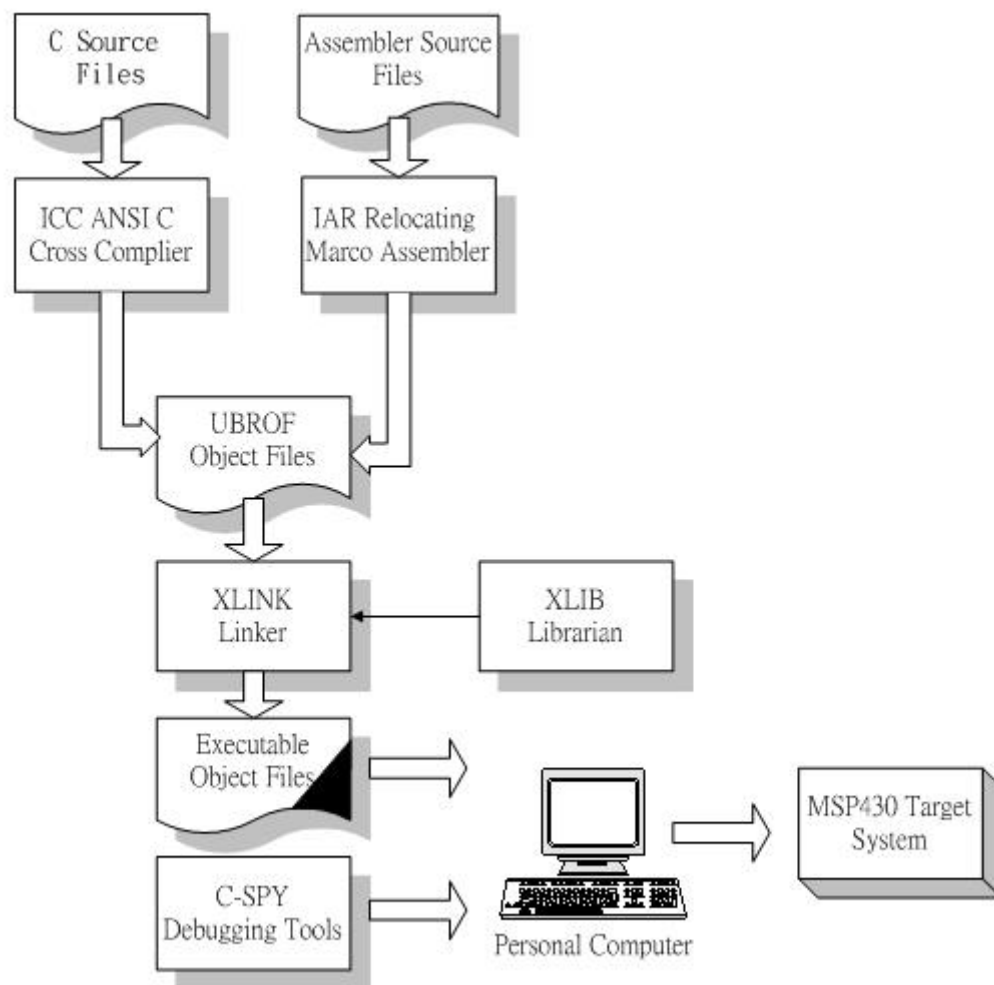 C Source
Files
Assembler Source
Files
ICC ANSI C
Cross Complier
IAR Relocating
Marco Assembler
UBROF
Object Files
XLINK
Linker
XLIB
Librarian
Executable
Object Files
MSP430 Target
System
C-SPY
Debugging Tools
Personal Computer